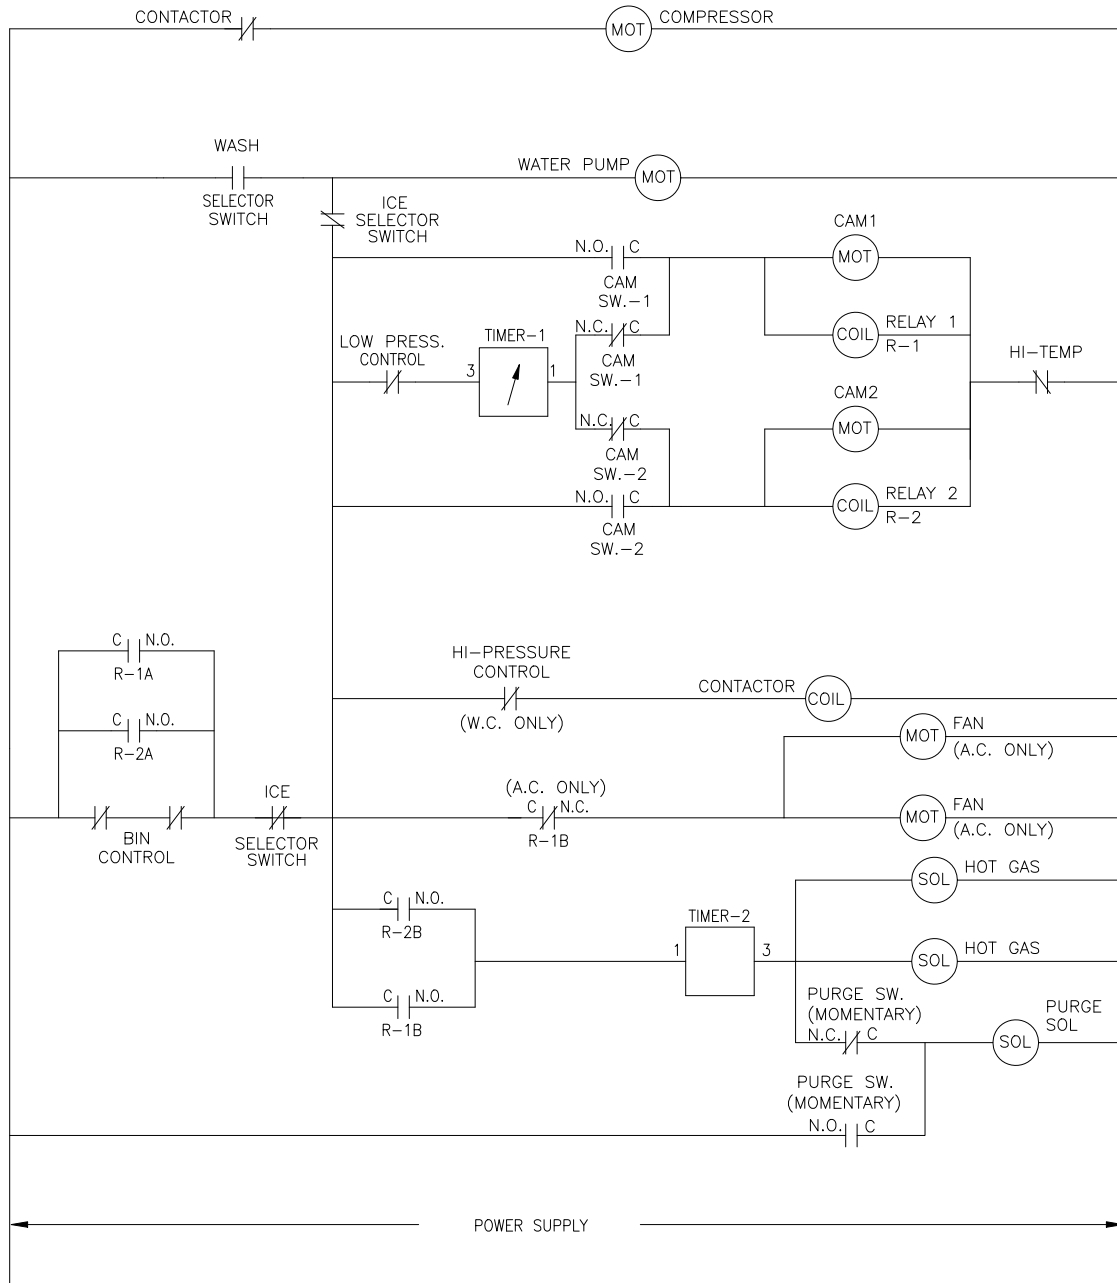 CONTACTOR
MOT
COMPRESSOR
WASH
SELECTOR
SWITCH
WATER PUMP
MOT
ICE
SELECTOR
SWITCH
N.O. C
CAM
SW.-1
CAM1
MOT
LOW PRESS.
CONTROL
3
TIMER-1
1
N.C. C
CAM
SW.-1
COIL
RELAY 1
R-1
HI-TEMP
N.C. C
CAM
SW.-2
CAM2
MOT
N.O. C
CAM
SW.-2
COIL
RELAY 2
R-2
C N.O.
R-1A
C N.O.
R-2A
BIN
CONTROL
ICE
SELECTOR
SWITCH
HI-PRESSURE
CONTROL
(W.C. ONLY)
CONTACTOR
COIL
MOT
FAN
(A.C. ONLY)
(A.C. ONLY)
C N.C.
R-1B
MOT
FAN
(A.C. ONLY)
C N.O.
R-2B
C N.O.
R-1B
1
TIMER-2
3
SOL
HOT GAS
SOL
HOT GAS
PURGE SW.
(MOMENTARY)
N.C. C
SOL
PURGE
SOL
PURGE SW.
(MOMENTARY)
N.O. C
POWER SUPPLY